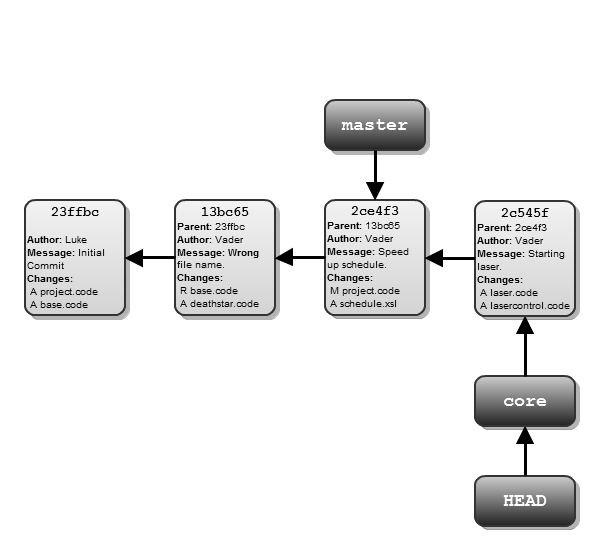 master
23ffbc
Author: Luke
Message: Initial
Commit
Changes:
A project.code
A base.code
13bc65
Parent: 23ffbc
Author: Vader
Message: Wrong
file name.
Changes:
R base.code
A deathstar.code
2ce4f3
Parent: 13bc65
Author: Vader
Message: Speed
up schedule.
Changes:
M project.code
A schedule.xsl
2c545f
Parent: 2ce4f3
Author: Vader
Message: Starting
laser.
Changes:
A laser.code
A lasercontrol.code
core
HEAD